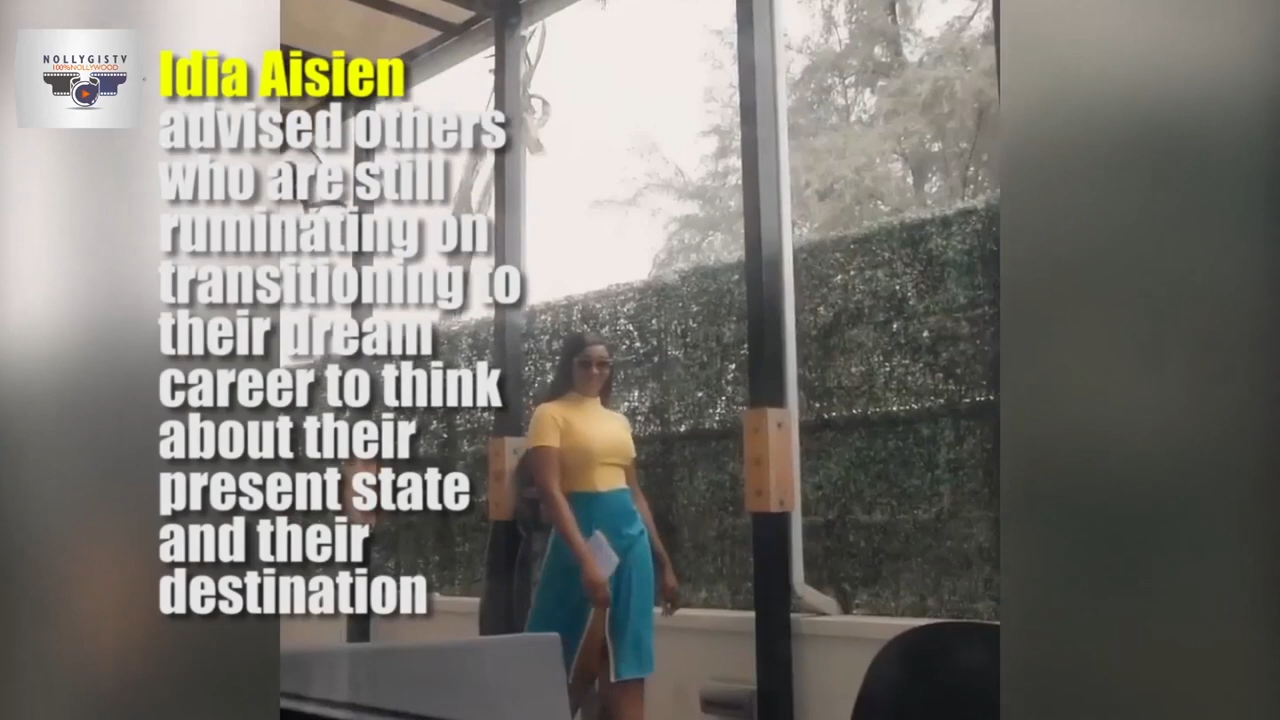 NOLLYGISTV
100%NOLLYWOOD
Idia Aisien
advised others
who are still
ruminating on
transitioning to
their dream
career to think
about their
present state
and their
destination